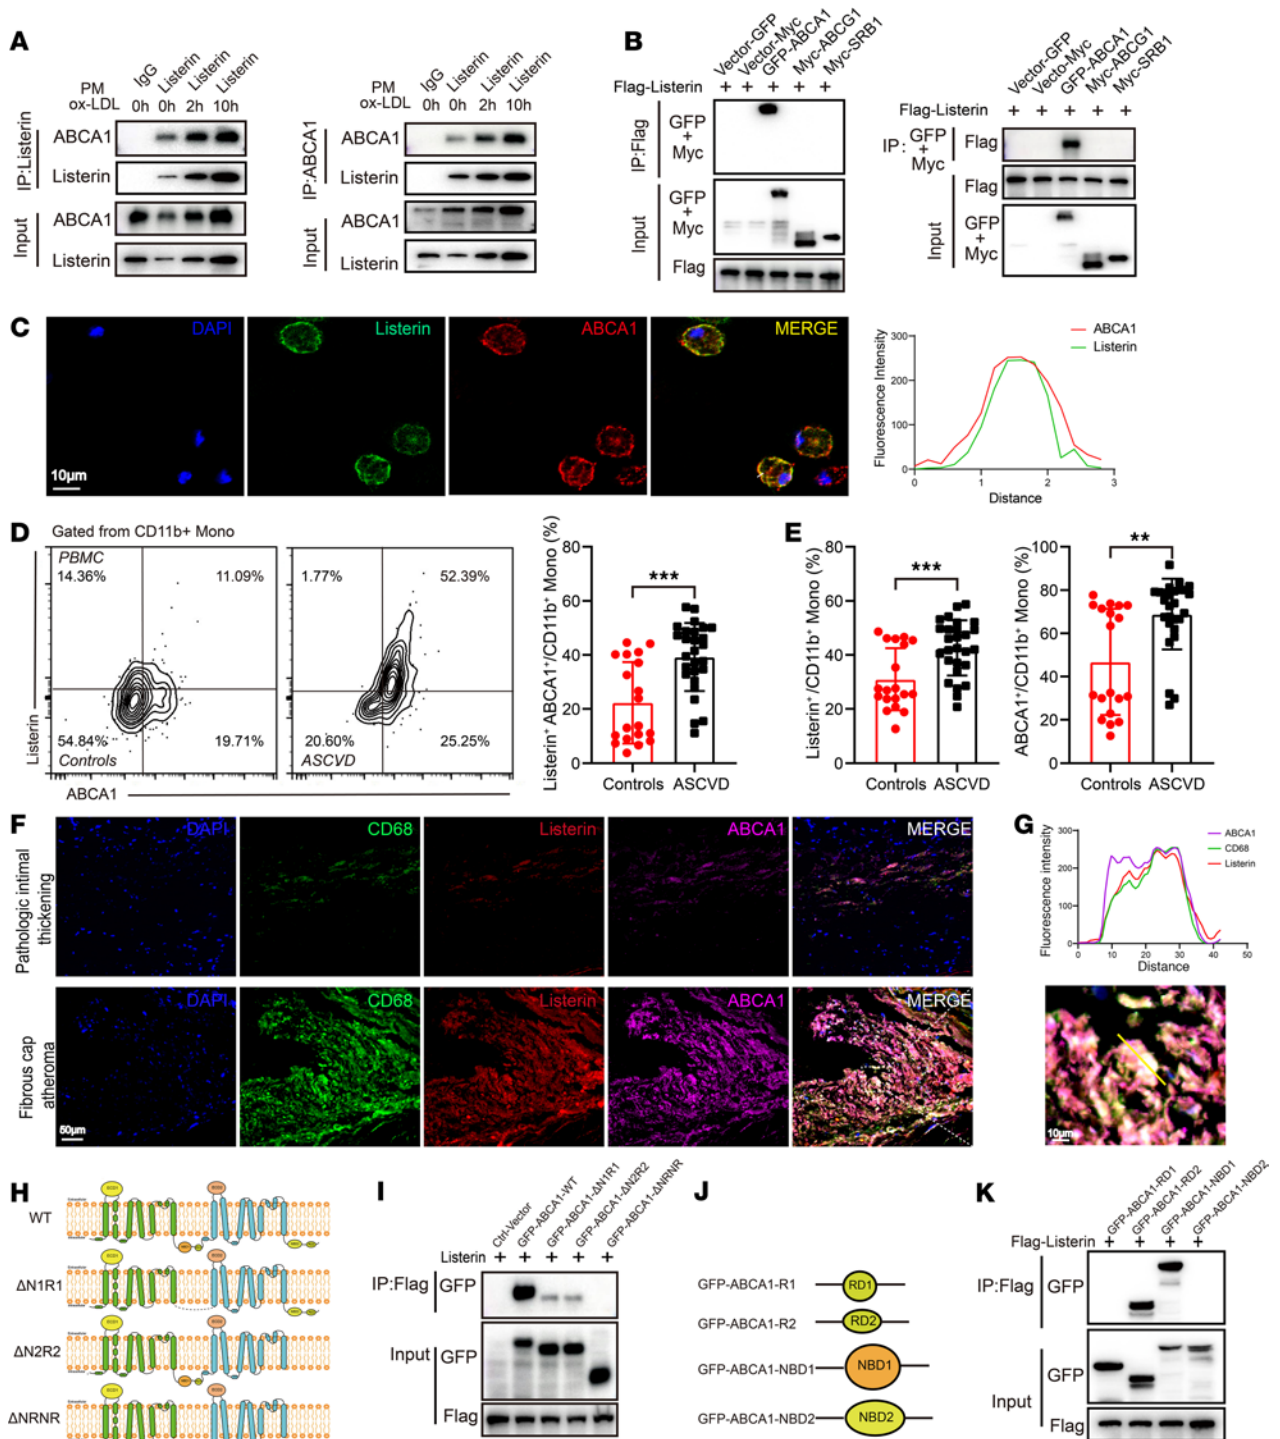 A
IgG
Listerin
Listerin
Listerin
PM
ox-LDL
0h 0h 2h 10h
IP:Listerin
ABCA1
Listerin
Input
ABCA1
Listerin
IgG
Listerin
Listerin
Listerin
PM
ox-LDL
0h 0h 2h 10h
IP:ABCA1
ABCA1
Listerin
Input
ABCA1
Listerin
B
Vector-GFP
Vector-Myc
GFP-ABCA1
Myc-ABCG1
Myc-SRB1
Flag-Listerin + + + + +
IP:Flag
GFP
+
Myc
Input
GFP
+
Myc
Flag
Vector-GFP
Vecto-Myc
GFP-ABCA1
Myc-ABCG1
Myc-SRB1
Flag-Listerin + + + + +
IP: GFP
+
Myc
Flag
Flag
Input
GFP
+
Myc
C
DAPI
Listerin
ABCA1
MERGE
10μm
Fluorescence Intensity
300
200
100
0
0 1 2 3
Distance
ABCA1
Listerin
D
Gated from CD11b+ Mono
PBMC
14.36% 11.09%
54.84% 19.71%
Controls
1.77% 52.39%
20.60% 25.25%
ASCVD
Listerin
ABCA1
Listerin+ ABCA1+/CD11b+ Mono (%)
80
60
40
20
0
***
Controls ASCVD
E
Listerin+/CD11b+ Mono (%)
80
60
40
20
0
***
Controls ASCVD
ABCA1+/CD11b+ Mono (%)
100
80
60
40
20
0
**
Controls ASCVD
F
Pathologic intimal
thickening
DAPI
CD68
Listerin
ABCA1
MERGE
Fibrous cap
atheroma
DAPI
CD68
Listerin
ABCA1
MERGE
50μm
G
Fluorescence intensity
300
200
100
0
0 10 20 30 40 50
Distance
ABCA1
CD68
Listerin
10μm
H
WT
ΔN1R1
ΔN2R2
ΔNRNR
I
Ctrl-Vector
GFP-ABCA1-WT
GFP-ABCA1-ΔN1R1
GFP-ABCA1-ΔN2R2
GFP-ABCA1-ΔNRNR
Listerin + + + + +
IP:Flag
GFP
Input
GFP
Flag
J
GFP-ABCA1-R1
RD1
GFP-ABCA1-R2
RD2
GFP-ABCA1-NBD1
NBD1
GFP-ABCA1-NBD2
NBD2
K
GFP-ABCA1-RD1
GFP-ABCA1-RD2
GFP-ABCA1-NBD1
GFP-ABCA1-NBD2
Flag-Listerin + + + +
IP:Flag
GFP
Input
GFP
Flag